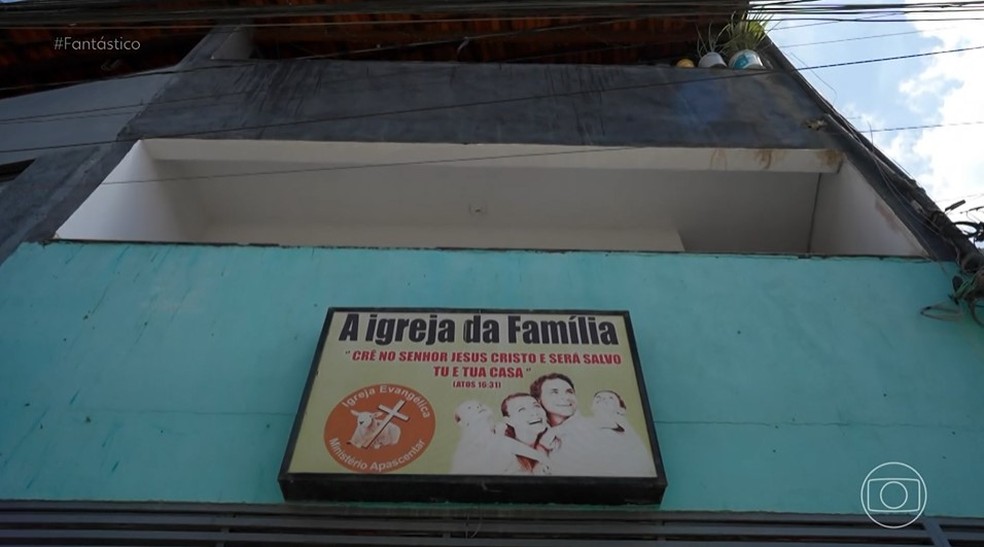 #Fantástico
A igreja da Família
"CRÊ NO SENHOR JESUS CRISTO E SERÁ SALVO
TU E TUA CASA"
(ATOS 16:31)
Igreja Evangélica
Ministério Apascentar